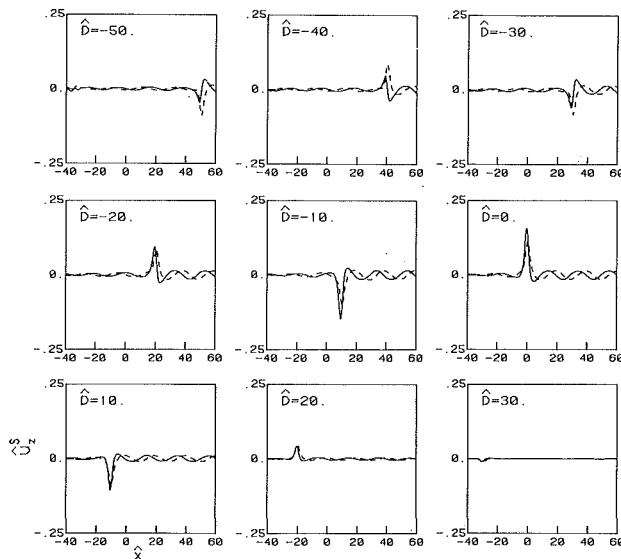 .25 D̂=-50. 0. -.25 -40 -20 0 20 40 60
.25 D̂=-40. 0. -.25 -40 -20 0 20 40 60
.25 D̂=-30. 0. -.25 -40 -20 0 20 40 60
.25 D̂=-20. 0. -.25 -40 -20 0 20 40 60
.25 D̂=-10. 0. -.25 -40 -20 0 20 40 60
.25 D̂=0. 0. -.25 -40 -20 0 20 40 60
.25 D̂=10. 0. -.25 -40 -20 0 20 40 60
.25 D̂=20. 0. -.25 -40 -20 0 20 40 60
.25 D̂=30. 0. -.25 -40 -20 0 20 40 60
Û_z^S
X̂